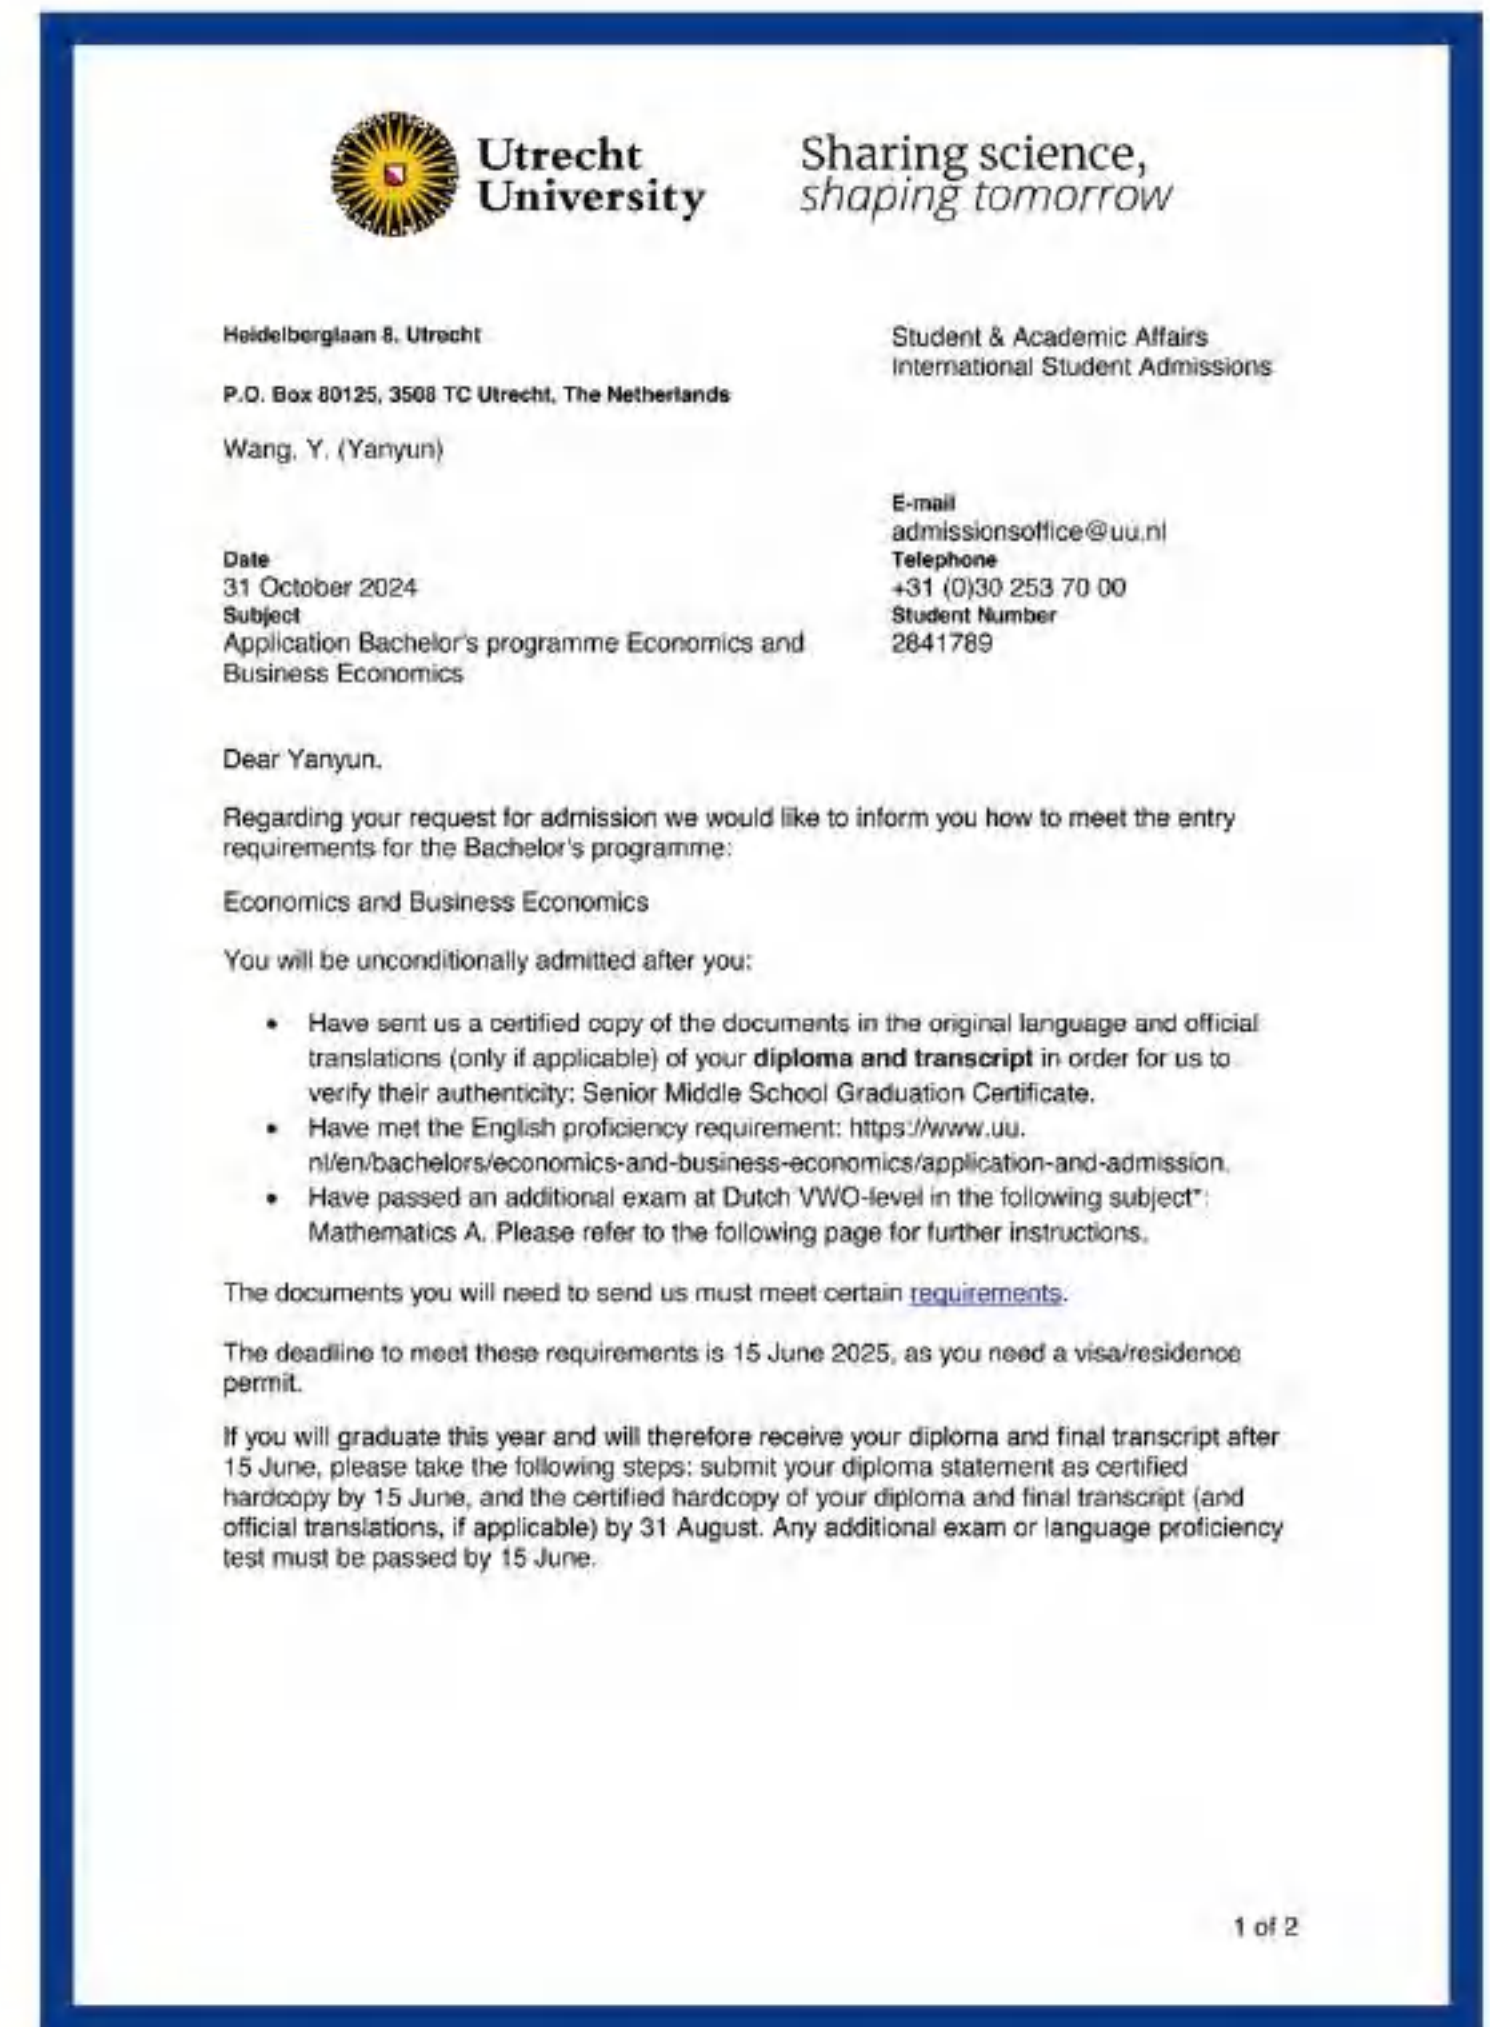 Utrecht
University
Sharing science,
shaping tomorrow
Heidelberglaan 8, Utrecht
P.O. Box 80125, 3508 TC Utrecht, The Netherlands
Wang, Y. (Yanyun)
Student & Academic Affairs
International Student Admissions
E-mail
admissionsoffice@uu.nl
Telephone
+31 (0)30 253 70 00
Student Number
2841789
Date
31 October 2024
Subject
Application Bachelor's programme Economics and
Business Economics
Dear Yanyun,
Regarding your request for admission we would like to inform you how to meet the entry
requirements for the Bachelor's programme:
Economics and Business Economics
You will be unconditionally admitted after you:
• Have sent us a certified copy of the documents in the original language and official
translations (only if applicable) of your diploma and transcript in order for us to
verify their authenticity: Senior Middle School Graduation Certificate.
• Have met the English proficiency requirement: https://www.uu.
nl/en/bachelors/economics-and-business-economics/application-and-admission.
• Have passed an additional exam at Dutch VWO-level in the following subject*:
Mathematics A. Please refer to the following page for further instructions.
The documents you will need to send us must meet certain requirements.
The deadline to meet these requirements is 15 June 2025, as you need a visa/residence
permit.
If you will graduate this year and will therefore receive your diploma and final transcript after
15 June, please take the following steps: submit your diploma statement as certified
hardcopy by 15 June, and the certified hardcopy of your diploma and final transcript (and
official translations, if applicable) by 31 August. Any additional exam or language proficiency
test must be passed by 15 June.
1 of 2